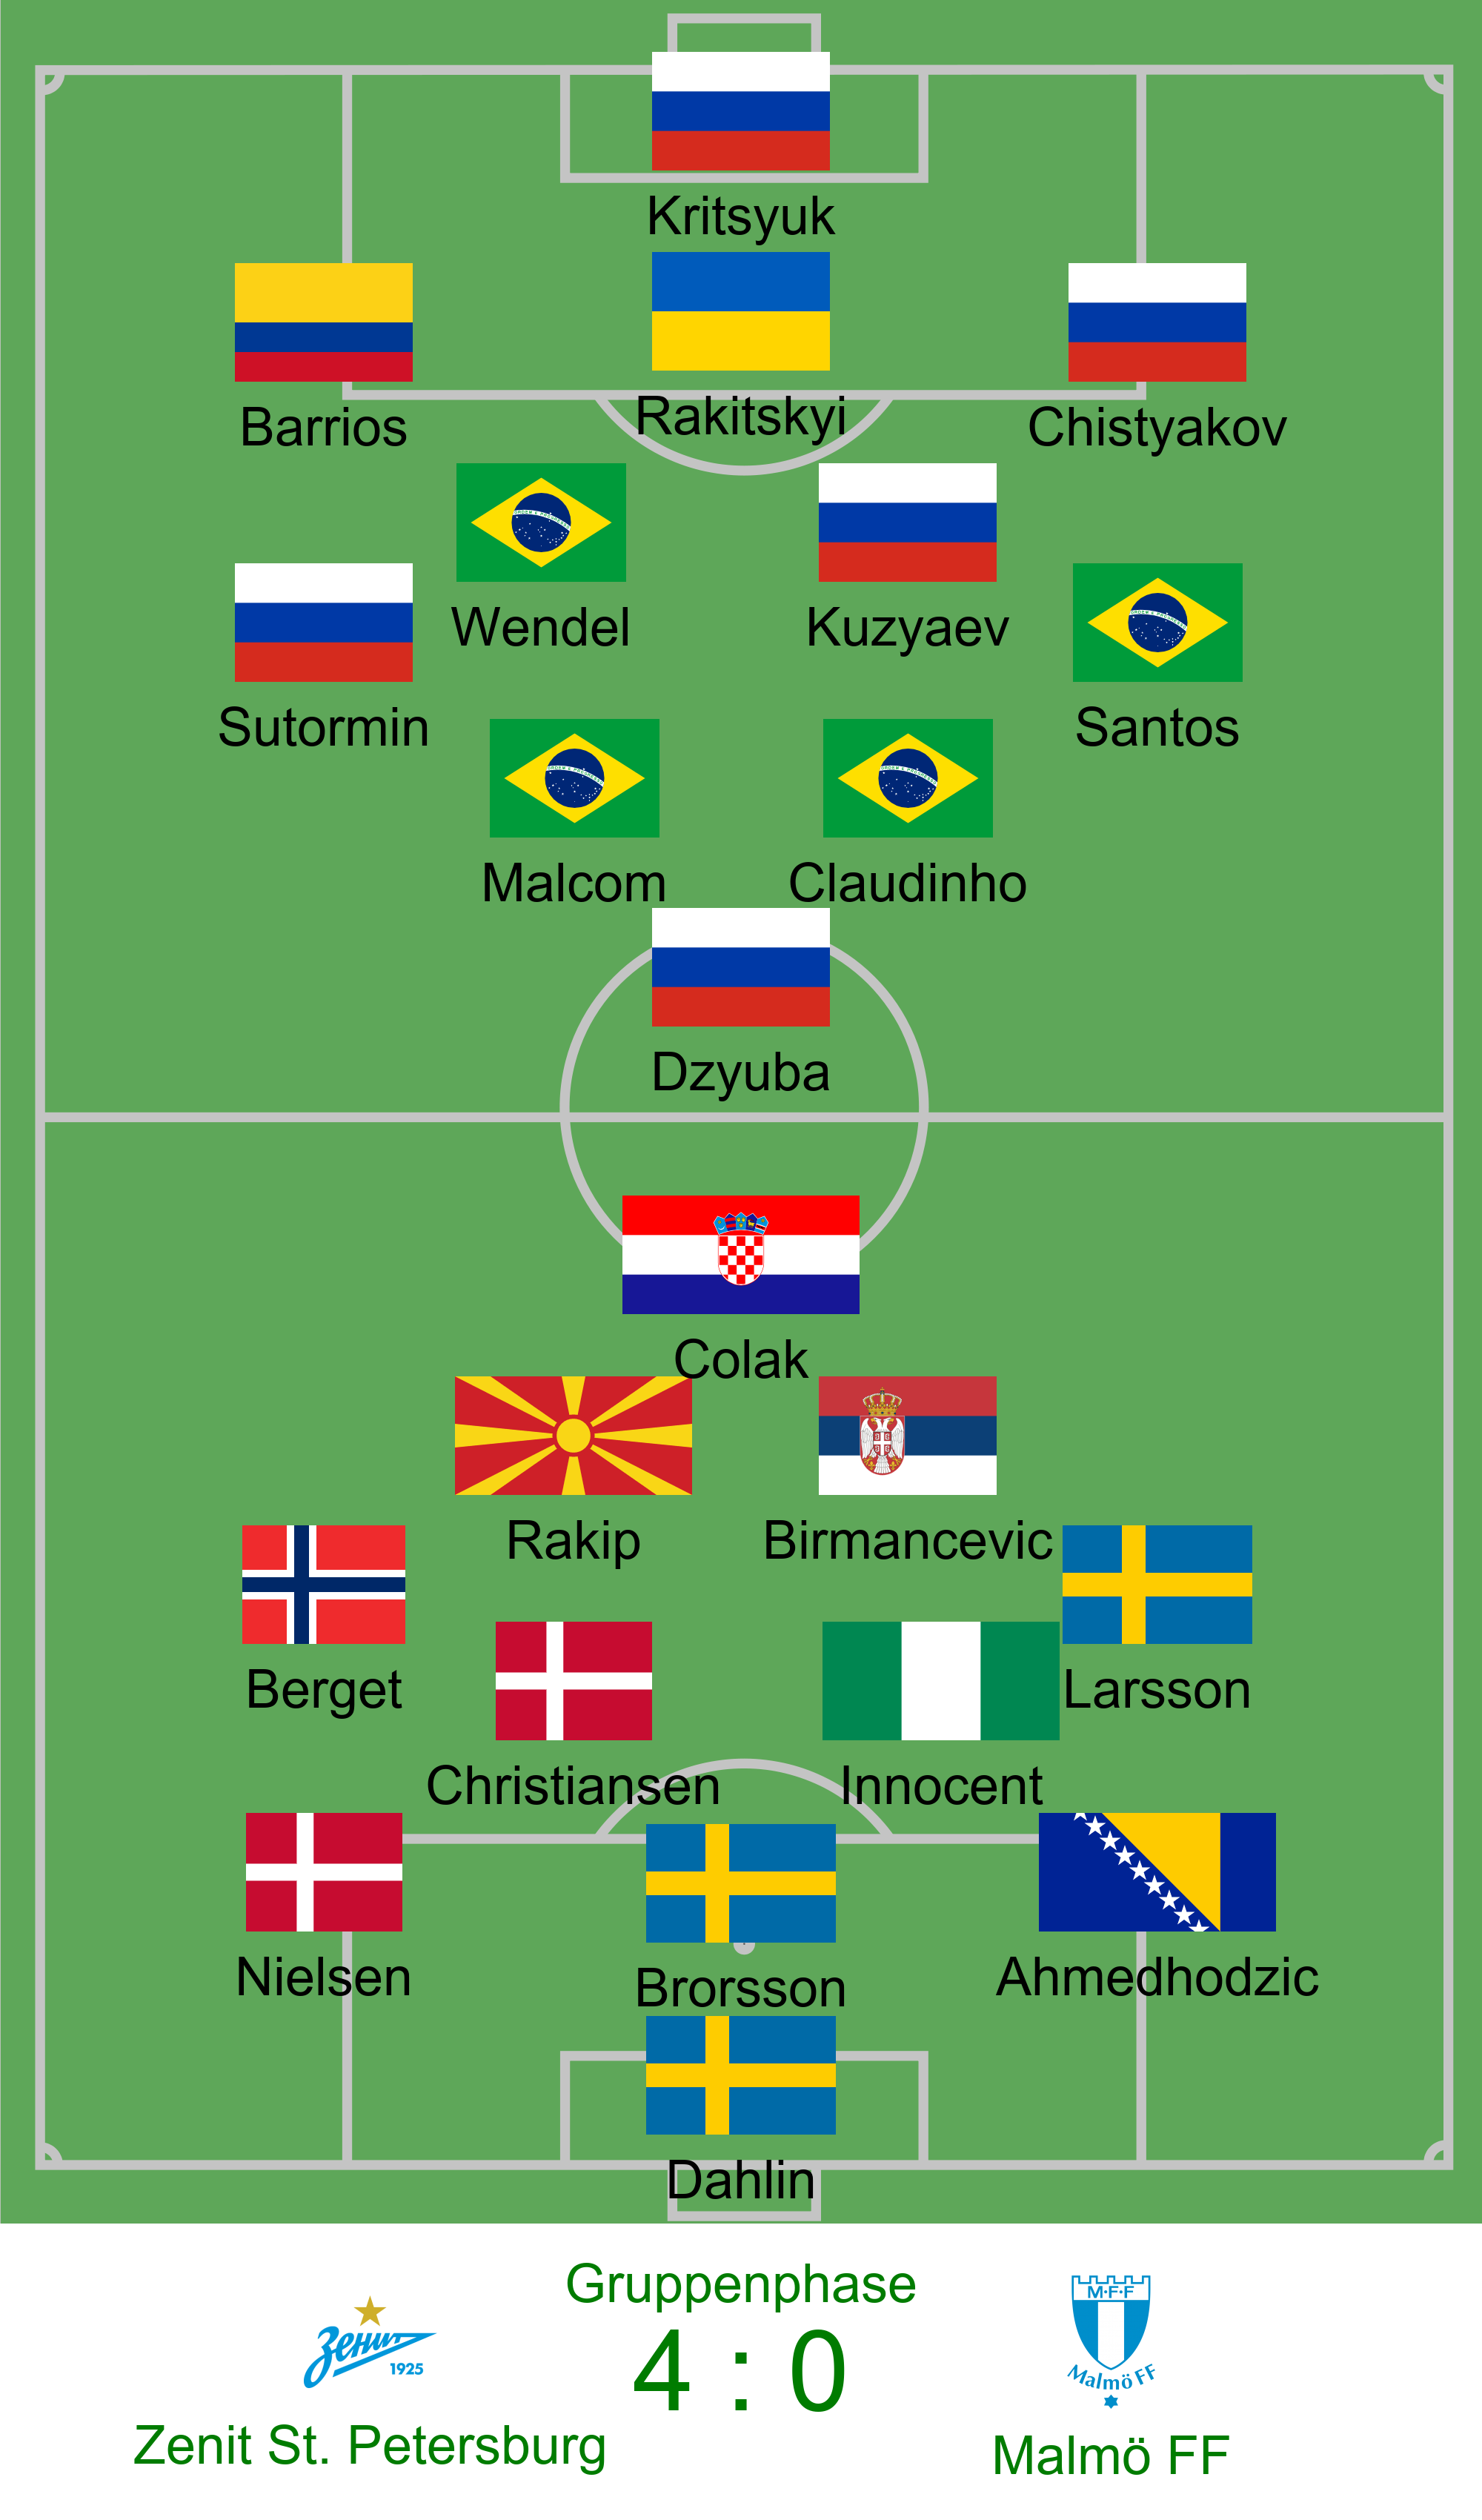 Kritsyuk
Barrios
Rakitskyi
Chistyakov
Wendel
Kuzyaev
Sutormin
Santos
Malcom
Claudinho
Dzyuba
Colak
Rakip
Birmancevic
Berget
Larsson
Christiansen
Innocent
Nielsen
Brorsson
Ahmedhodzic
Dahlin
Gruppenphase
4 : 0
Зенит
1925
M·F·F
Malmö FF
Zenit St. Petersburg
Malmö FF